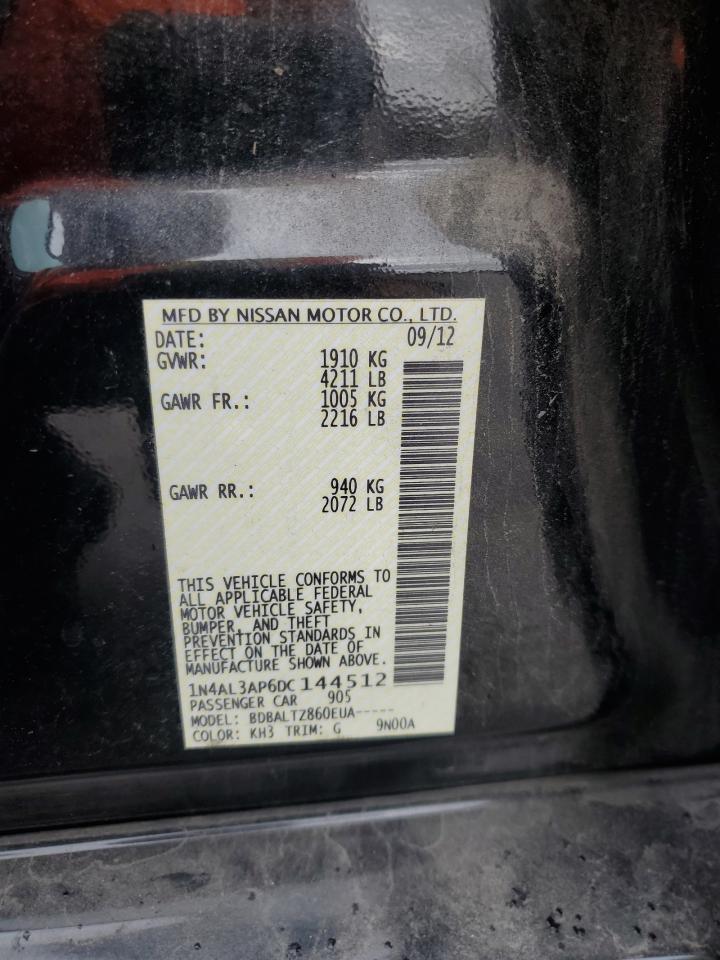 MFD BY NISSAN MOTOR CO., LTD.
DATE: 09/12
GVWR: 1910 KG
4211 LB
GAWR FR.: 1005 KG
2216 LB
GAWR RR.: 940 KG
2072 LB
THIS VEHICLE CONFORMS TO
ALL APPLICABLE FEDERAL
MOTOR VEHICLE SAFETY,
BUMPER, AND THEFT
PREVENTION STANDARDS IN
EFFECT ON THE DATE OF
MANUFACTURE SHOWN ABOVE.
1N4AL3AP6DC144512
PASSENGER CAR 905
MODEL: BDBALTZ860EUA-----
COLOR: KH3 TRIM: G 9N00A